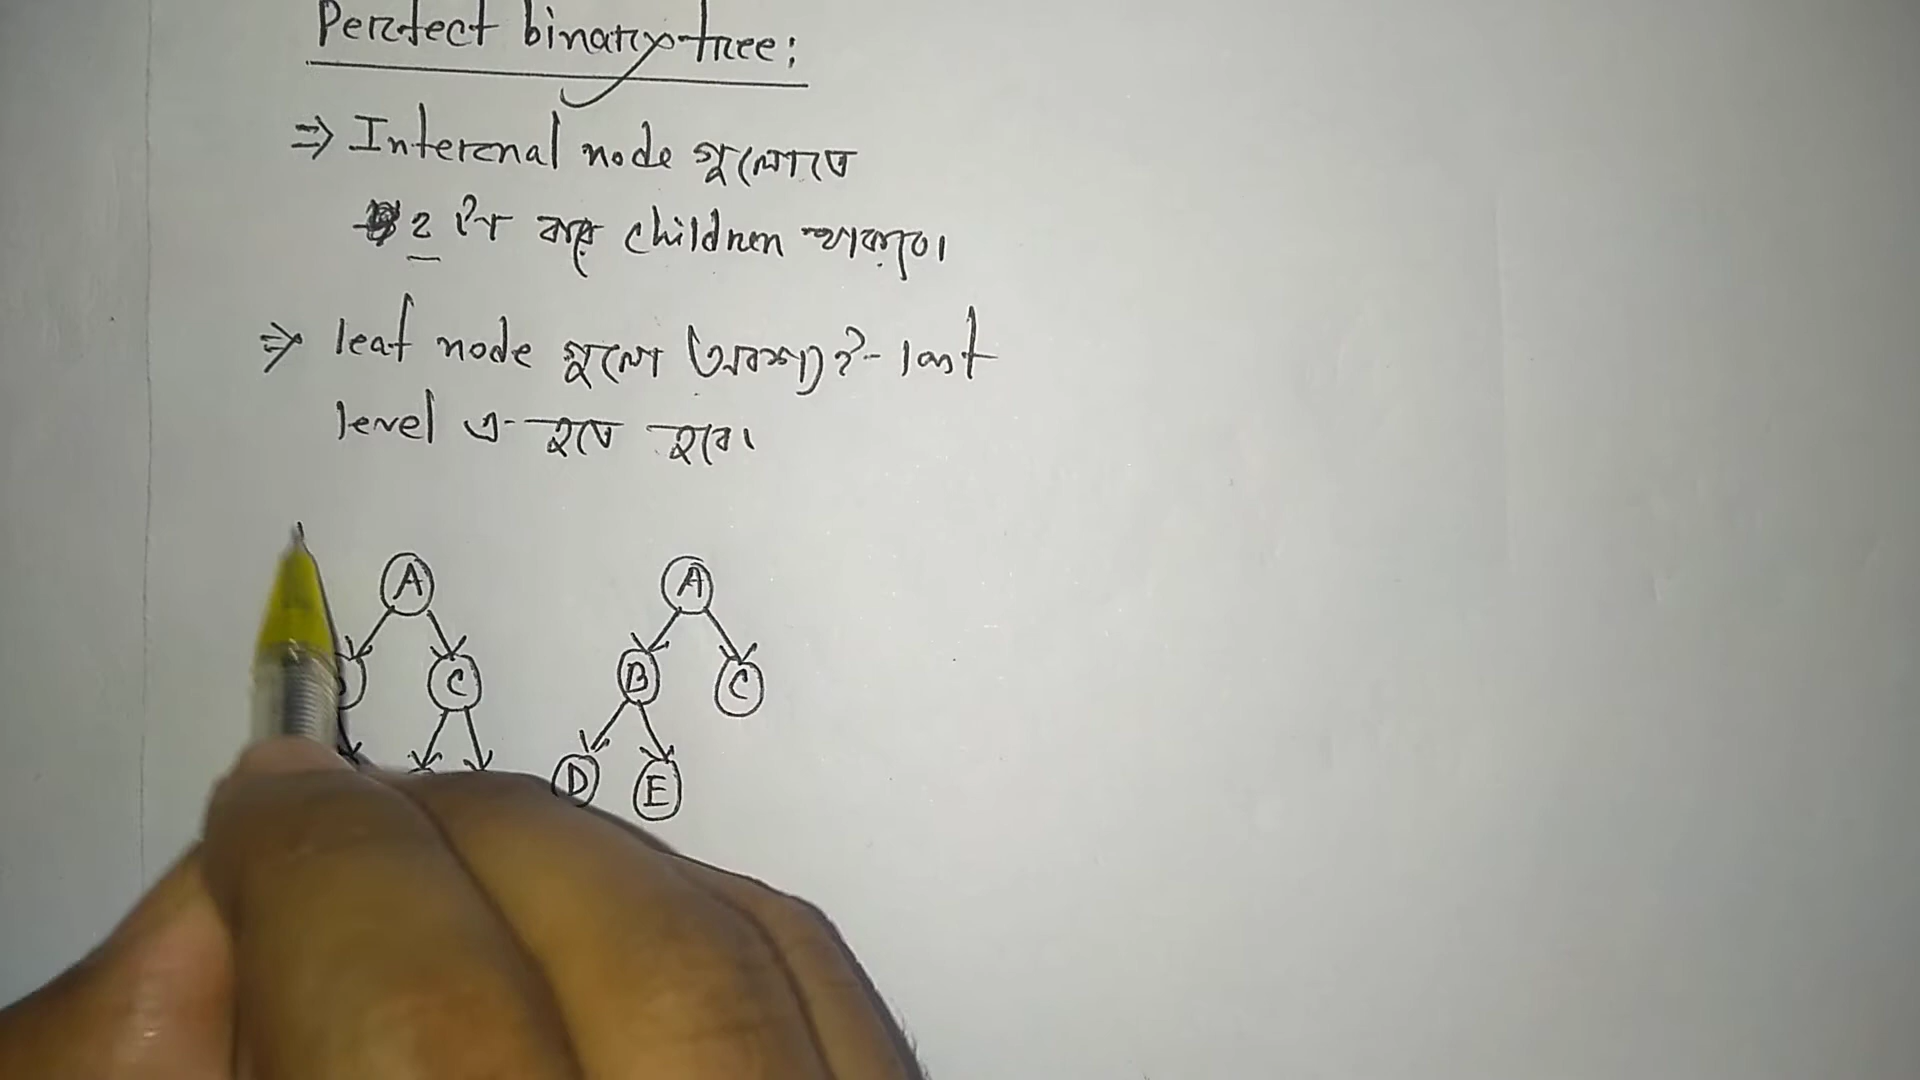 Perfect binary tree:
⇒ Internal node গুলোতে
2 টি করে children থাকবে।
⇒ leaf node গুলো অবশ্যই last
level এ হতে হবে।
A A
C B C
D E